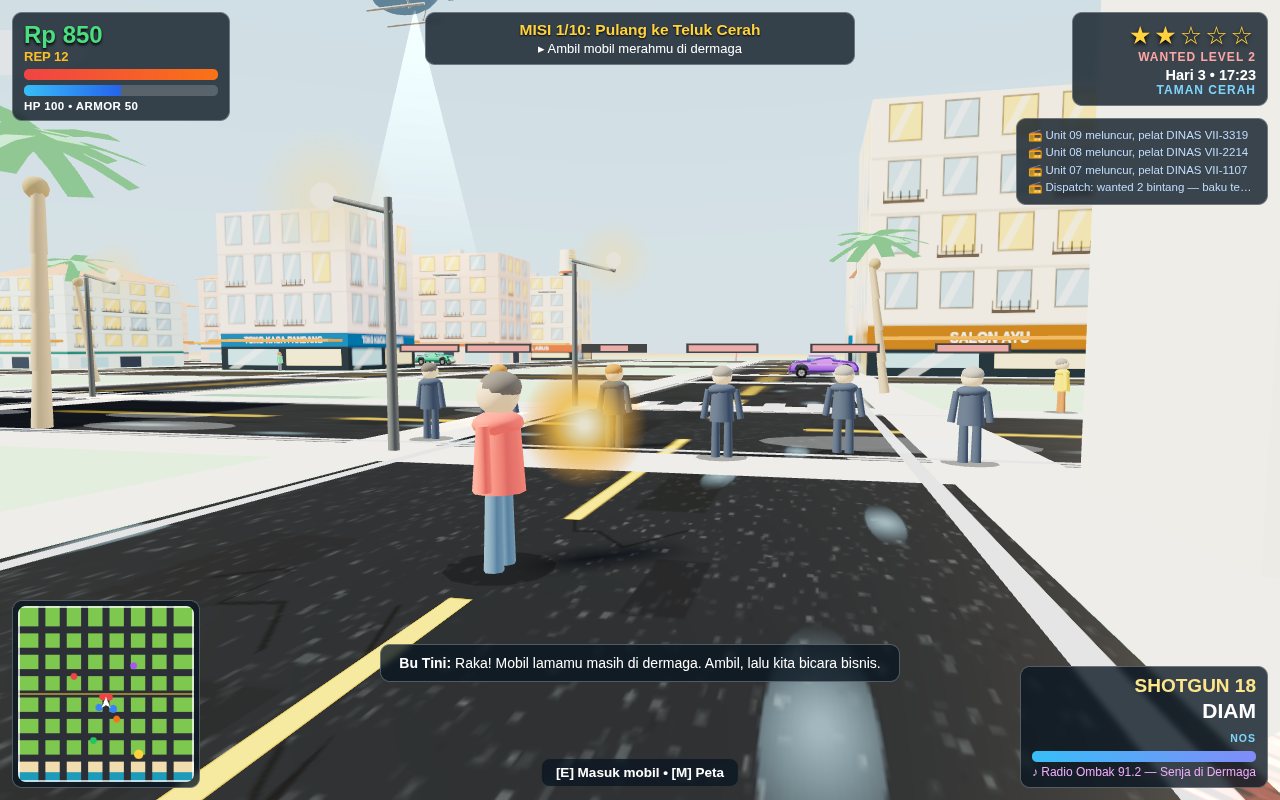 Rp 850
REP 12
HP 100 • ARMOR 50
MISI 1/10: Pulang ke Teluk Cerah
▸ Ambil mobil merahmu di dermaga
★★☆☆☆
WANTED LEVEL 2
Hari 3 • 17:23
TAMAN CERAH
📻 Unit 09 meluncur, pelat DINAS VII-3319
📻 Unit 08 meluncur, pelat DINAS VII-2214
📻 Unit 07 meluncur, pelat DINAS VII-1107
📻 Dispatch: wanted 2 bintang — baku te…
SALON AYU
Bu Tini: Raka! Mobil lamamu masih di dermaga. Ambil, lalu kita bicara bisnis.
[E] Masuk mobil • [M] Peta
SHOTGUN 18
DIAM
NOS
♪ Radio Ombak 91.2 — Senja di Dermaga